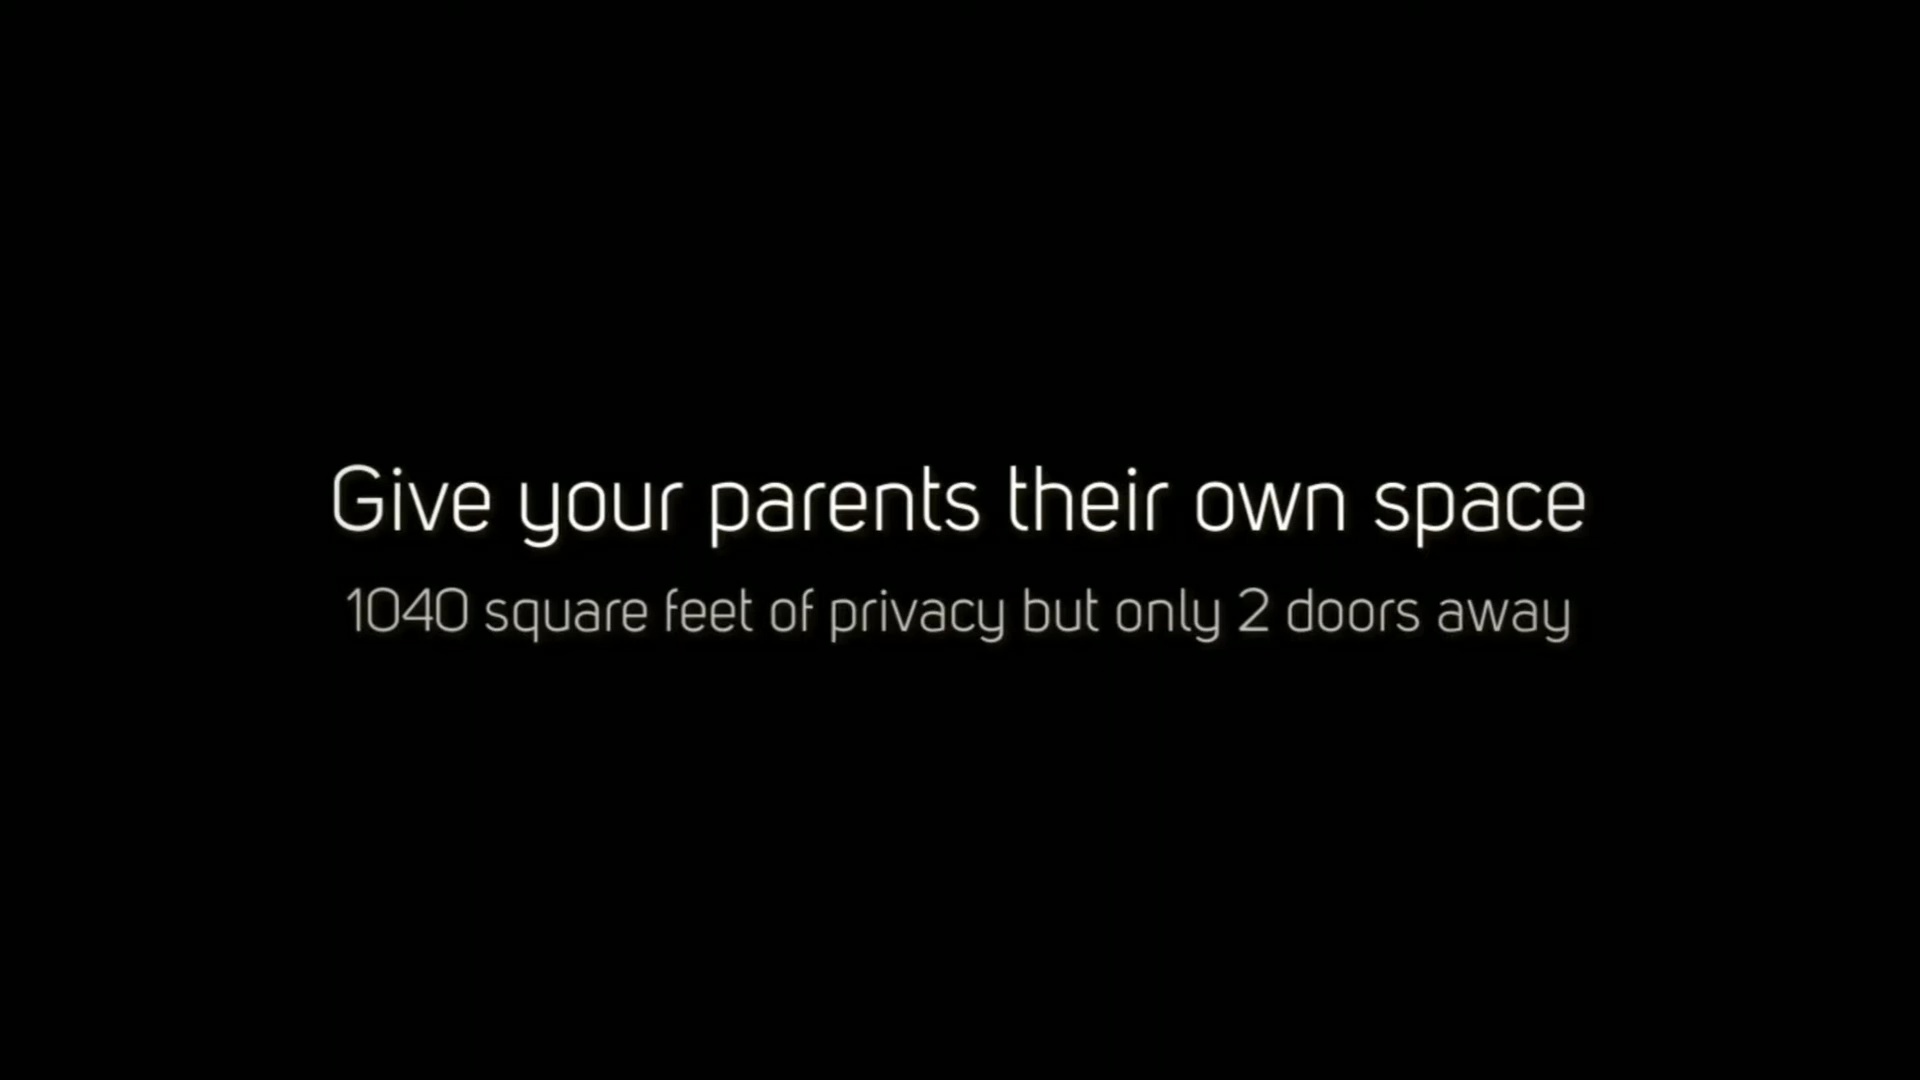 Give your parents their own space
1040 square feet of privacy but only 2 doors away